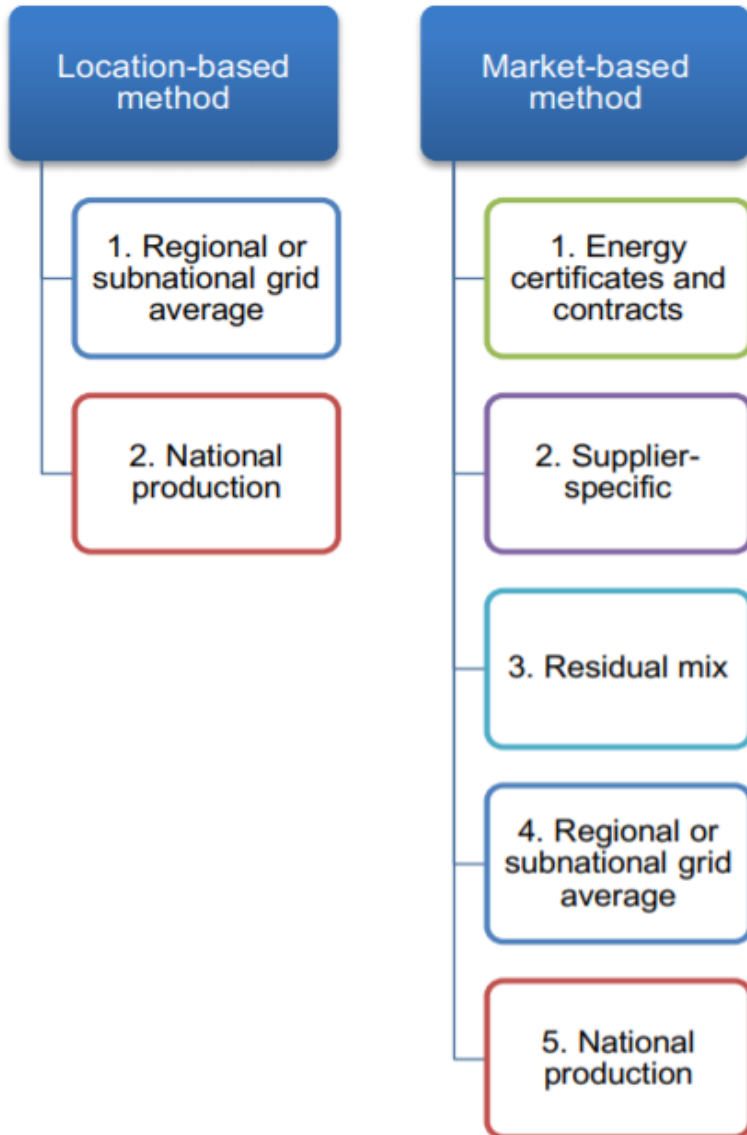 Location-based
method
1. Regional or
subnational grid
average
2. National
production
Market-based
method
1. Energy
certificates and
contracts
2. Supplier-
specific
3. Residual mix
4. Regional or
subnational grid
average
5. National
production